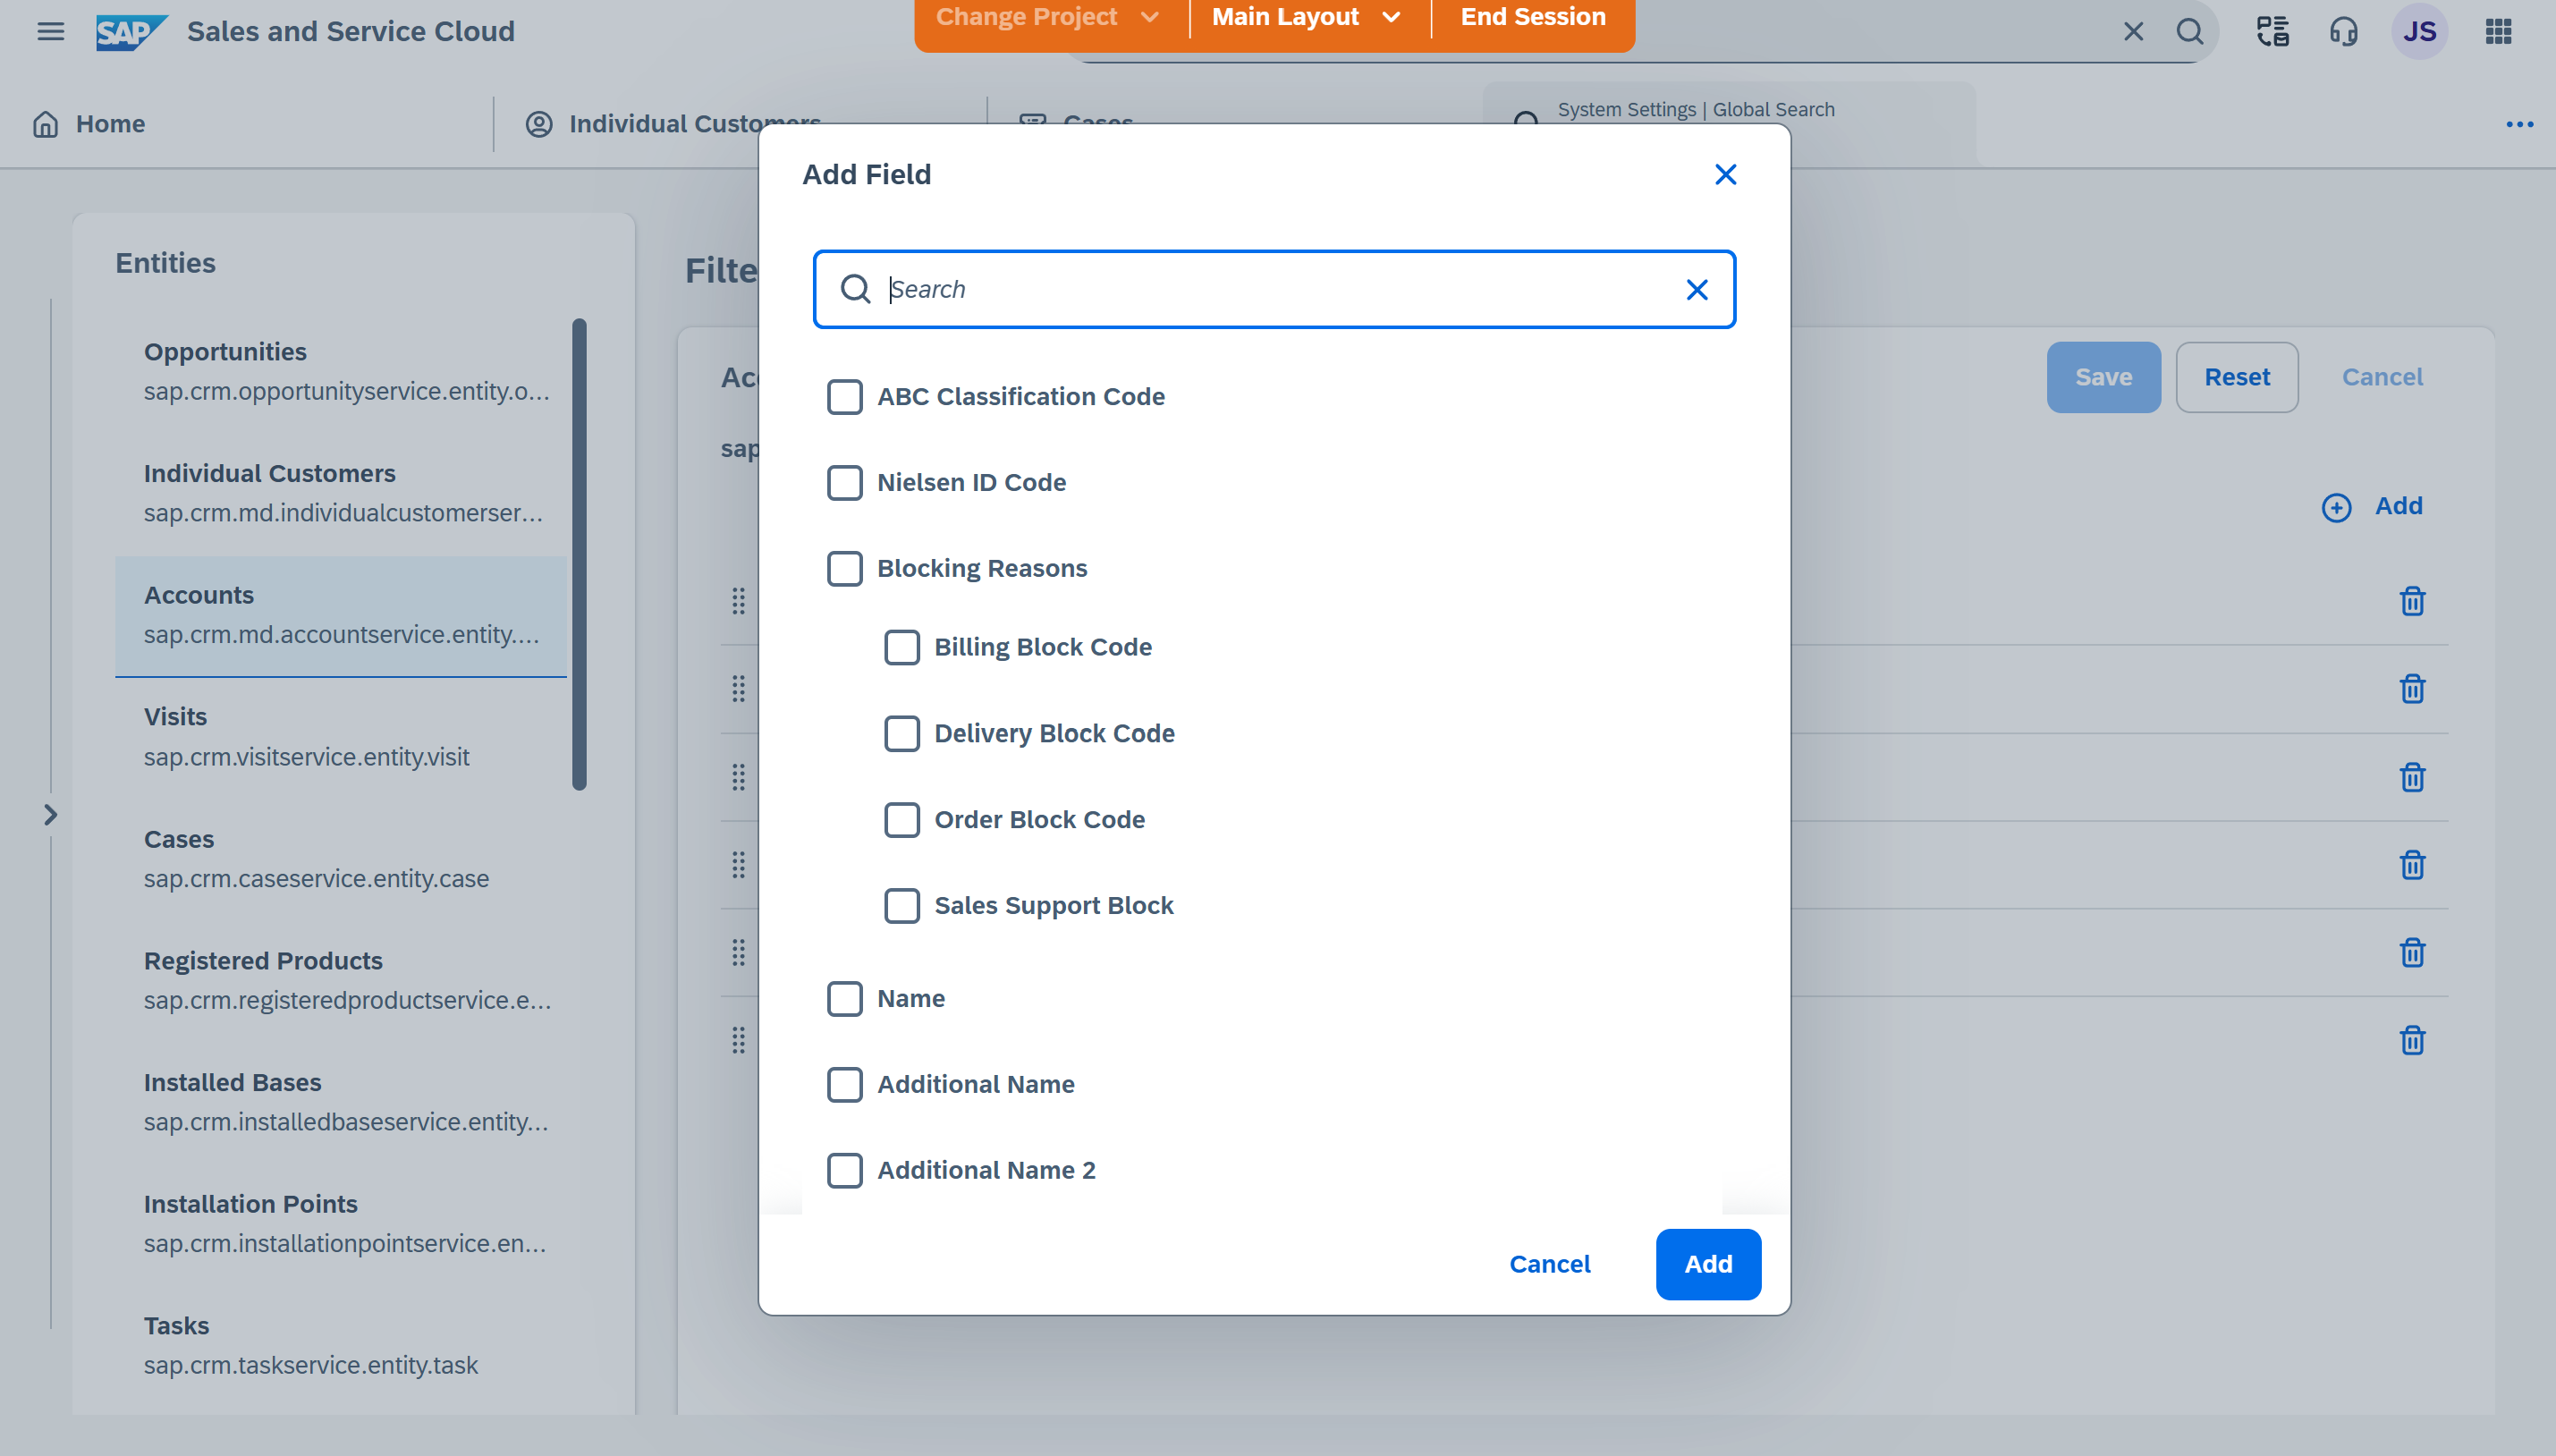 SAP Sales and Service Cloud
Change Project Main Layout End Session
JS
Home
Individual Customers
Cases
System Settings | Global Search
Add Field
Search
Entities
Opportunities
sap.crm.opportunityservice.entity.o...
Individual Customers
sap.crm.md.individualcustomerser...
Accounts
sap.crm.md.accountservice.entity....
Visits
sap.crm.visitservice.entity.visit
Cases
sap.crm.caseservice.entity.case
Registered Products
sap.crm.registeredproductservice.e...
Installed Bases
sap.crm.installedbaseservice.entity...
Installation Points
sap.crm.installationpointservice.en...
Tasks
sap.crm.taskservice.entity.task
Filte
Acc
sap
Save Reset Cancel
Add
ABC Classification Code
Nielsen ID Code
Blocking Reasons
Billing Block Code
Delivery Block Code
Order Block Code
Sales Support Block
Name
Additional Name
Additional Name 2
Cancel Add